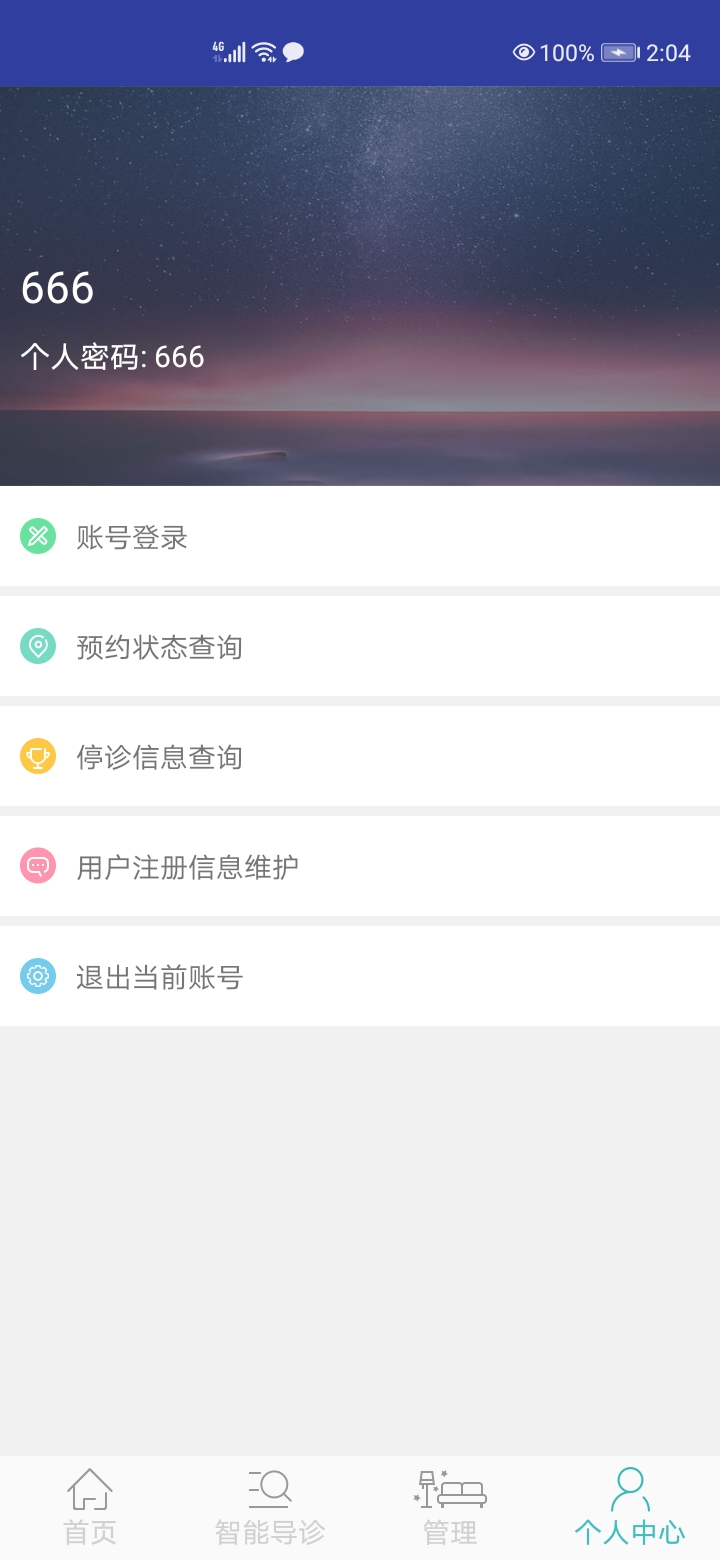 4G 100% 2:04
666
个人密码: 666
账号登录
预约状态查询
停诊信息查询
用户注册信息维护
退出当前账号
首页 智能导诊 管理 个人中心